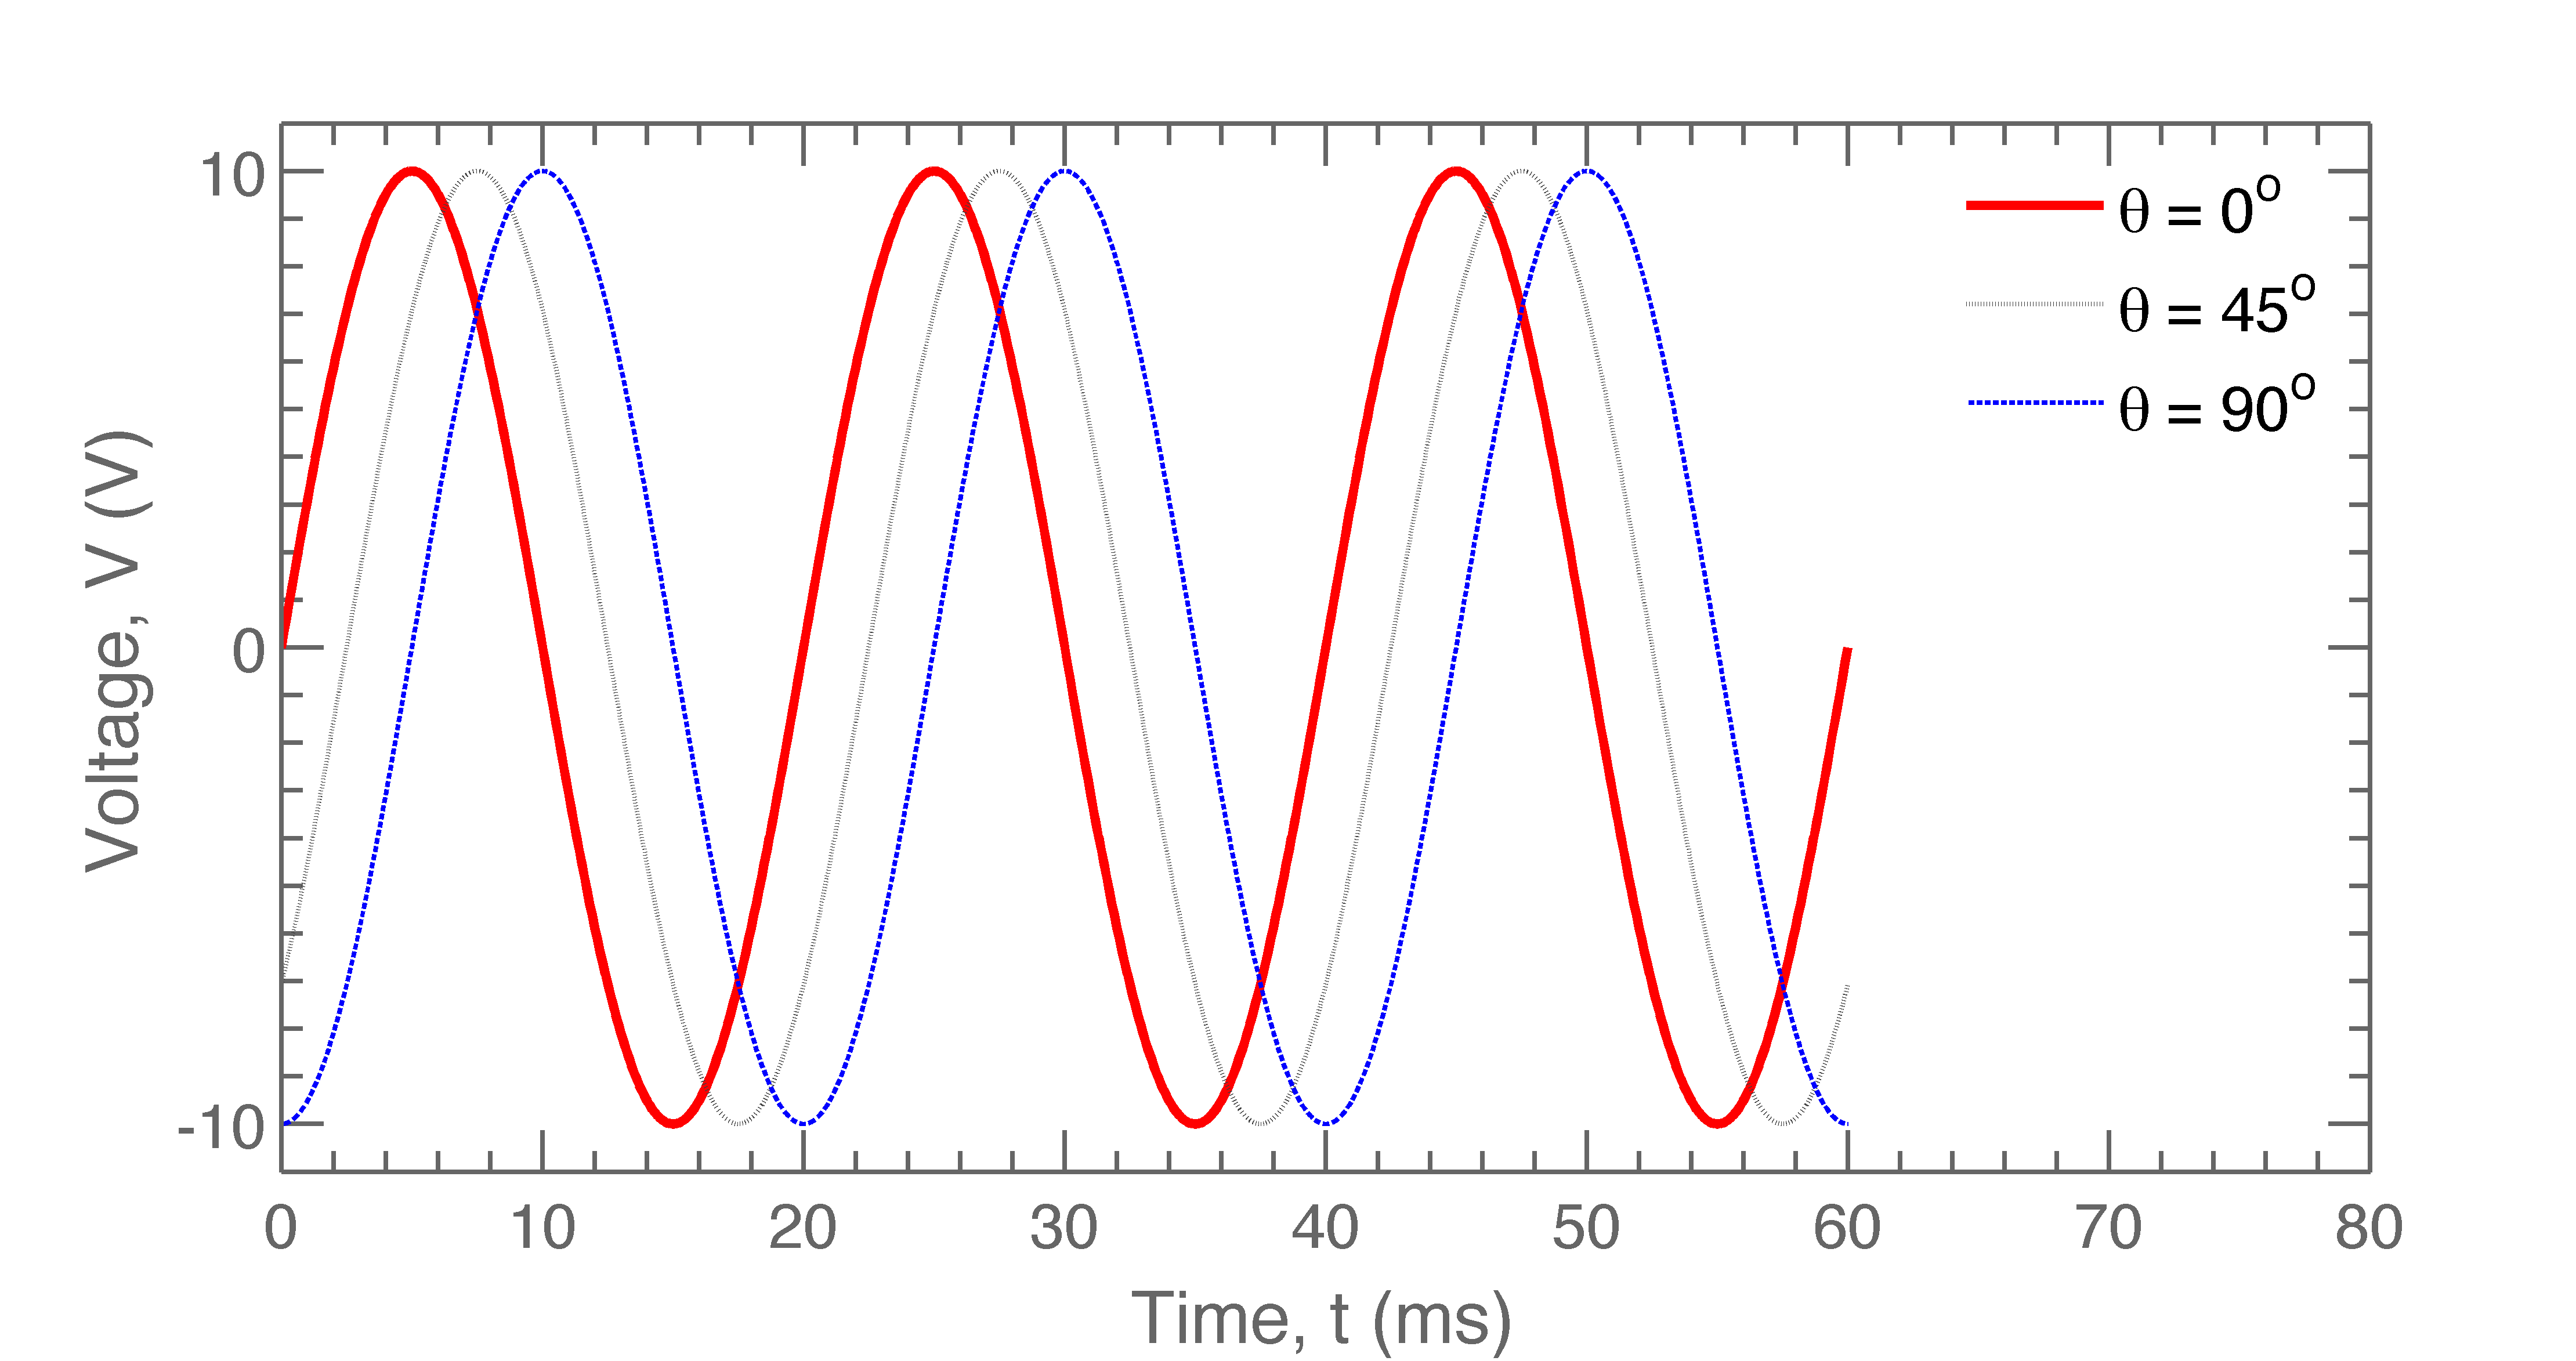 10
0
-10
Voltage, V (V)
0 10 20 30 40 50 60 70 80
Time, t (ms)
θ = 0°
θ = 45°
θ = 90°